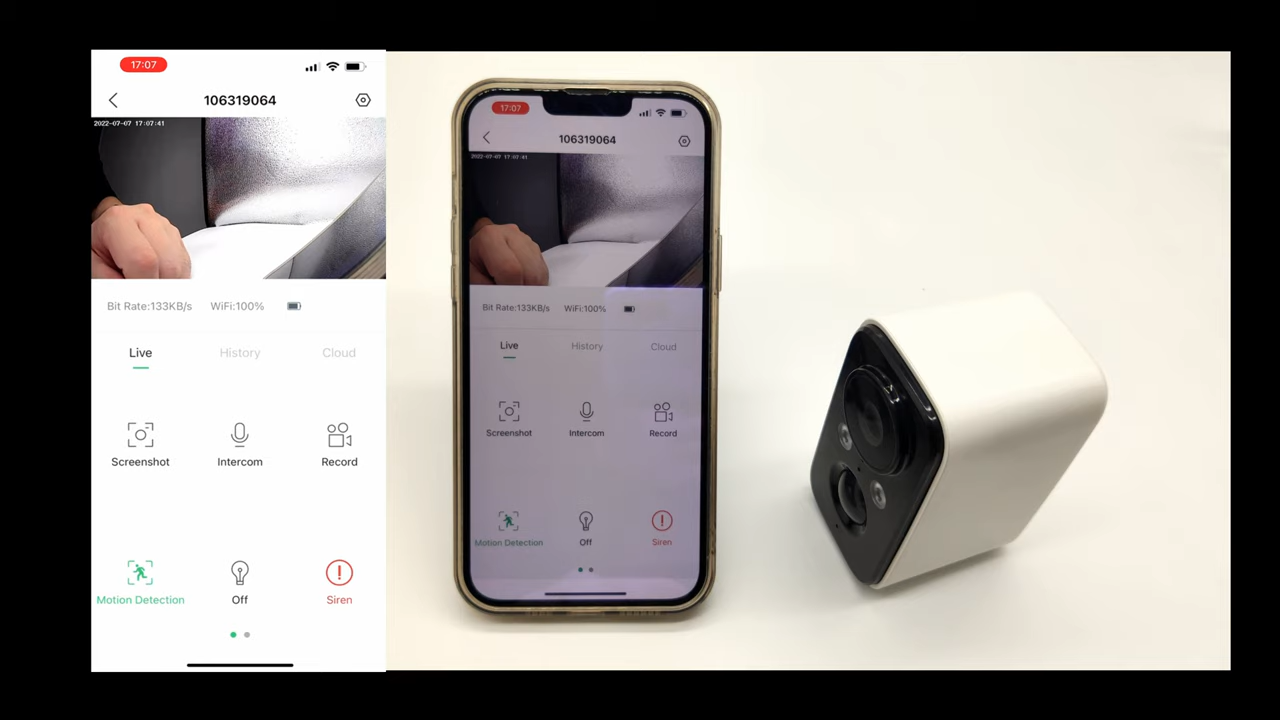 17:07
106319064
2022-07-07 17:07:41
Bit Rate:133KB/s WiFi:100%
Live History Cloud
Screenshot Intercom Record
Motion Detection Off Siren
17:07
106319064
2022-07-07 17:07:41
Bit Rate:133KB/s WiFi:100%
Live History Cloud
Screenshot Intercom Record
Motion Detection Off Siren